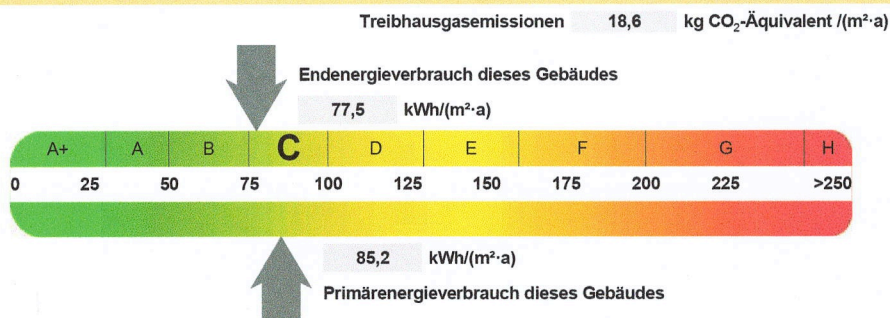 Treibhausgasemissionen 18,6 kg CO₂-Äquivalent /(m²·a)
Endenergieverbrauch dieses Gebäudes
77,5 kWh/(m²·a)
A+ A B C D E F G H
0 25 50 75 100 125 150 175 200 225 >250
85,2 kWh/(m²·a)
Primärenergieverbrauch dieses Gebäudes